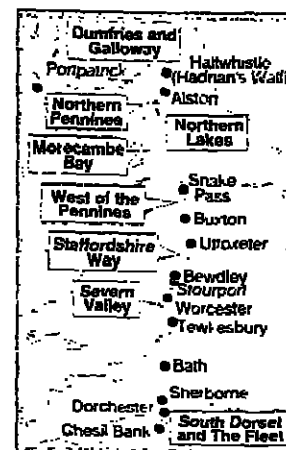 Dumfries and
Galloway
Portpatrick
Haltwhistle
(Hadrian's Wall)
Alston
Northern
Pennines
Northern
Lakes
Morecambe
Bay
Snake
Pass
West of the
Pennines
Buxton
Staffordshire
Way
Uttoxeter
Bewdley
Stourport
Severn
Valley
Worcester
Tewkesbury
Bath
Sherborne
Dorchester
Chesil Bank
South Dorset
and The Fleet